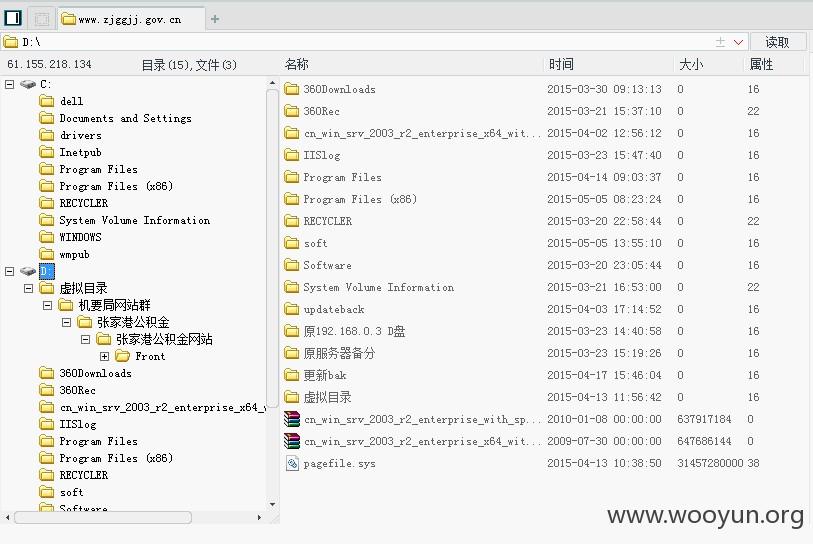 www.zjggjj.gov.cn
D:\
读取
61.155.218.134 目录(15),文件(3)
名称 时间 大小 属性
C:
dell
Documents and Settings
drivers
Inetpub
Program Files
Program Files (x86)
RECYCLER
System Volume Information
WINDOWS
wmpub
D:
虚拟目录
机要局网站群
张家港公积金
张家港公积金网站
Front
360Downloads
360Rec
cn_win_srv_2003_r2_enterprise_x64_w
IISlog
Program Files
Program Files (x86)
RECYCLER
soft
Software
360Downloads 2015-03-30 09:13:13 0 16
360Rec 2015-03-21 15:37:10 0 22
cn_win_srv_2003_r2_enterprise_x64_wit... 2015-04-02 12:56:12 0 16
IISlog 2015-03-23 15:47:40 0 16
Program Files 2015-04-14 09:03:37 0 16
Program Files (x86) 2015-05-05 08:23:24 0 16
RECYCLER 2015-03-20 22:58:44 0 22
soft 2015-05-05 13:55:10 0 16
Software 2015-03-20 23:05:44 0 16
System Volume Information 2015-03-21 16:53:00 0 22
updateback 2015-04-03 17:14:52 0 16
原192.168.0.3 D盘 2015-03-23 14:40:58 0 16
原服务器备分 2015-03-23 15:19:26 0 16
更新bak 2015-04-17 15:46:04 0 16
虚拟目录 2015-04-13 11:56:42 0 16
cn_win_srv_2003_r2_enterprise_with_sp... 2010-01-08 00:00:00 637917184 0
cn_win_srv_2003_r2_enterprise_x64_wit... 2009-07-30 00:00:00 647686144 0
pagefile.sys 2015-04-13 10:38:50 31457280000 38
www.wooyun.org